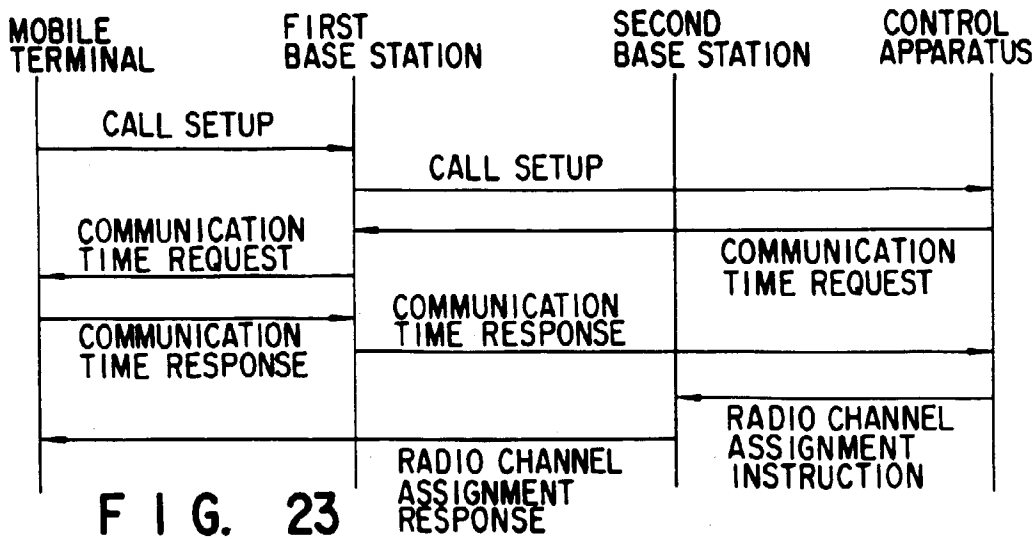 MOBILE
TERMINAL
FIRST
BASE STATION
SECOND
BASE STATION
CONTROL
APPARATUS
CALL SETUP
CALL SETUP
COMMUNICATION
TIME REQUEST
COMMUNICATION
TIME REQUEST
COMMUNICATION
TIME RESPONSE
COMMUNICATION
TIME RESPONSE
RADIO CHANNEL
ASSIGNMENT
INSTRUCTION
RADIO CHANNEL
ASSIGNMENT
RESPONSE
FIG. 23